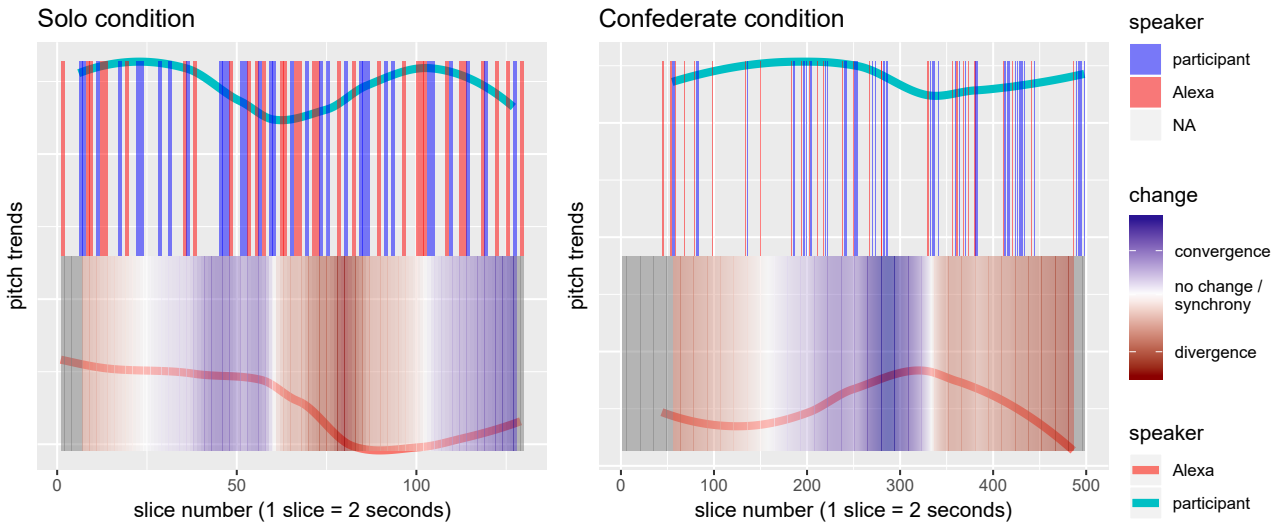 Solo condition
pitch trends
0
50
100
slice number (1 slice = 2 seconds)
Confederate condition
pitch trends
0
100
200
300
400
500
slice number (1 slice = 2 seconds)
speaker
participant
Alexa
NA
change
convergence
no change /
synchrony
divergence
speaker
Alexa
participant